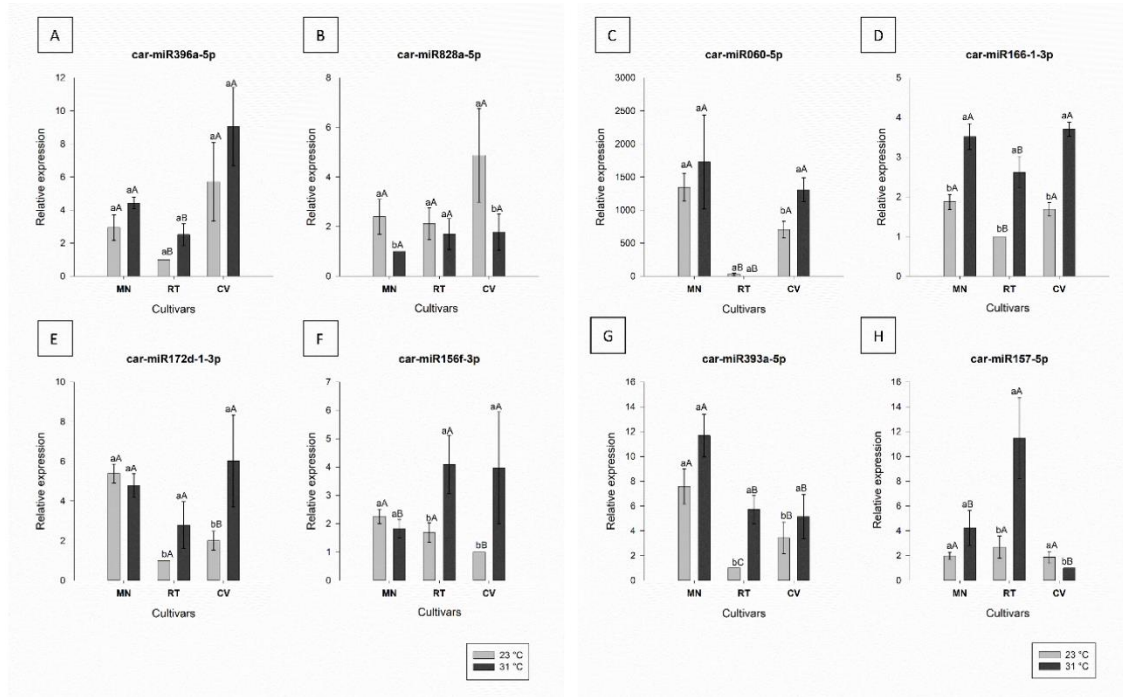 A
car-miR396a-5p
Relative expression
12
10
8
6
4
2
0
aA
aA
aB
aB
aA
aA
MN RT CV
Cultivars
B
car-miR828a-5p
Relative expression
8
6
4
2
0
aA
bA
aA
aA
aA
bA
MN RT CV
Cultivars
C
car-miR060-5p
Relative expression
3000
2500
2000
1500
1000
500
0
aA
aA
aB
aB
bA
aA
MN RT CV
Cultivars
D
car-miR166-1-3p
Relative expression
5
4
3
2
1
0
bA
aA
bB
aB
bA
aA
MN RT CV
Cultivars
E
car-miR172d-1-3p
Relative expression
10
8
6
4
2
0
aA
aA
bA
aA
bB
aA
MN RT CV
Cultivars
F
car-miR156f-3p
Relative expression
7
6
5
4
3
2
1
0
aA
aB
bA
aA
bB
aA
MN RT CV
Cultivars
G
car-miR393a-5p
Relative expression
16
14
12
10
8
6
4
2
0
aA
aA
bC
aB
bB
aB
MN RT CV
Cultivars
H
car-miR157-5p
Relative expression
16
14
12
10
8
6
4
2
0
aA
aB
bA
aA
aA
bB
MN RT CV
Cultivars
23 °C
31 °C
23 °C
31 °C